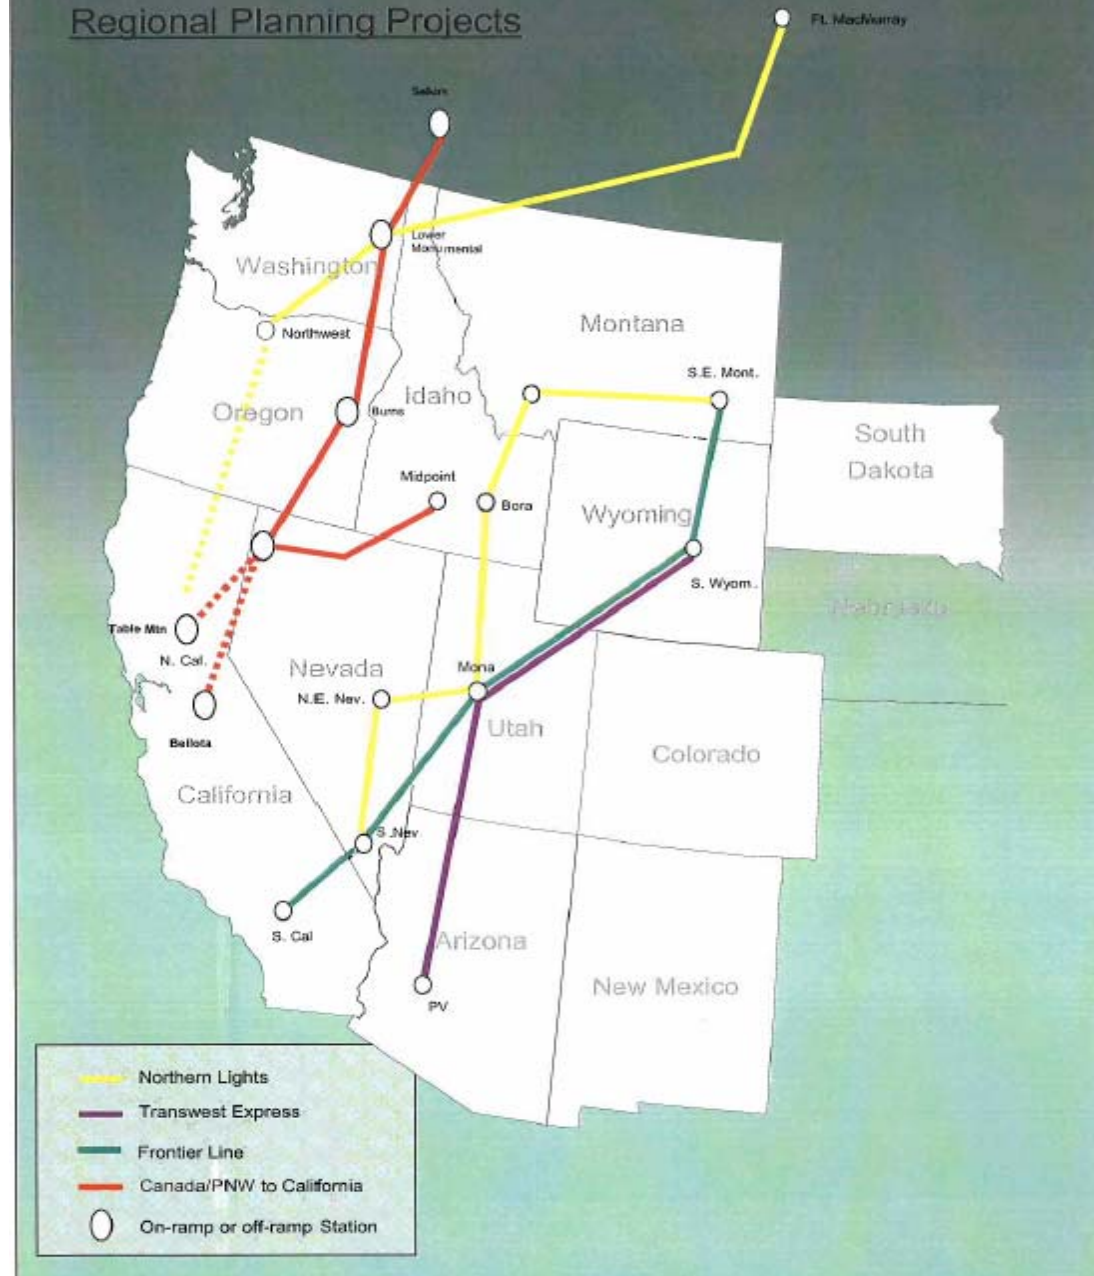 Regional Planning Projects
Ft. MacMurray
Selkirk
Lower
Monumental
Washington
Northwest
Montana
S.E. Mont.
Idaho
Oregon
Burns
South
Dakota
Midpoint
Bora
Wyoming
S. Wyom.
Nebraska
Table Mtn
N. Cal.
Nevada
Mona
N.E. Nev.
Utah
Bellota
Colorado
California
S.Nev
S. Cal
Arizona
New Mexico
PV
Northern Lights
Transwest Express
Frontier Line
Canada/PNW to California
On-ramp or off-ramp Station